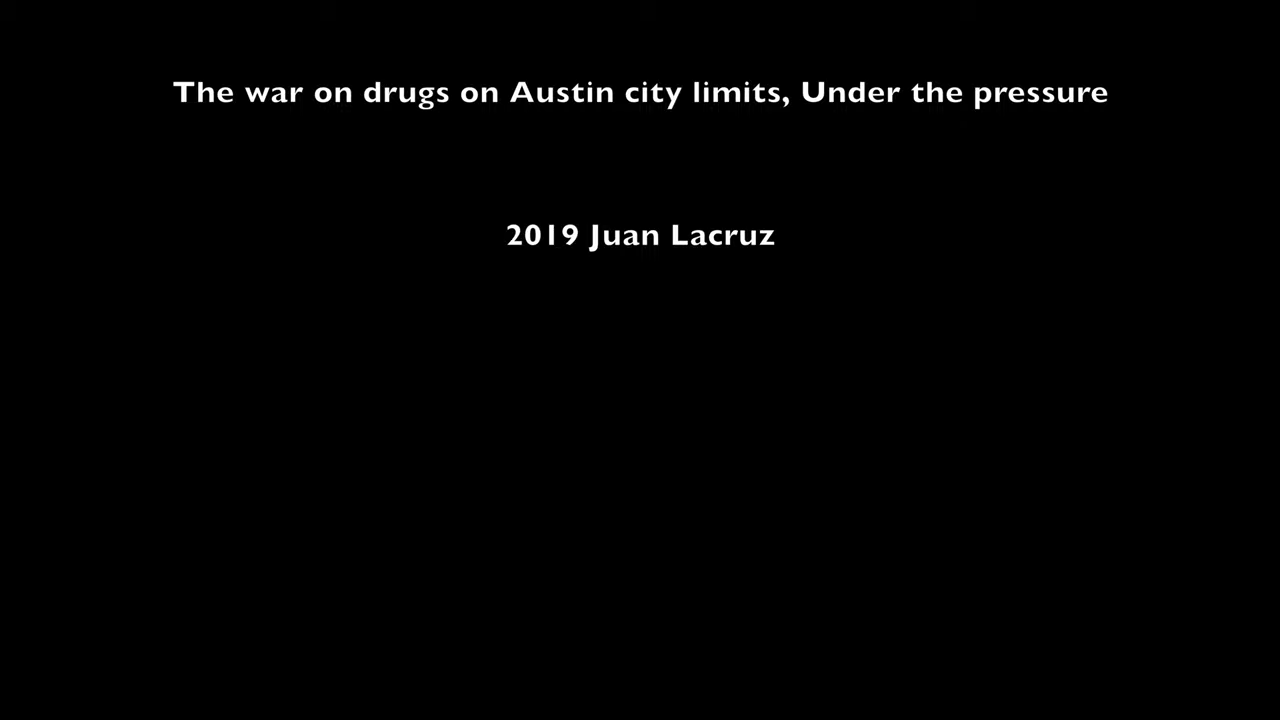 The war on drugs on Austin city limits, Under the pressure
2019 Juan Lacruz